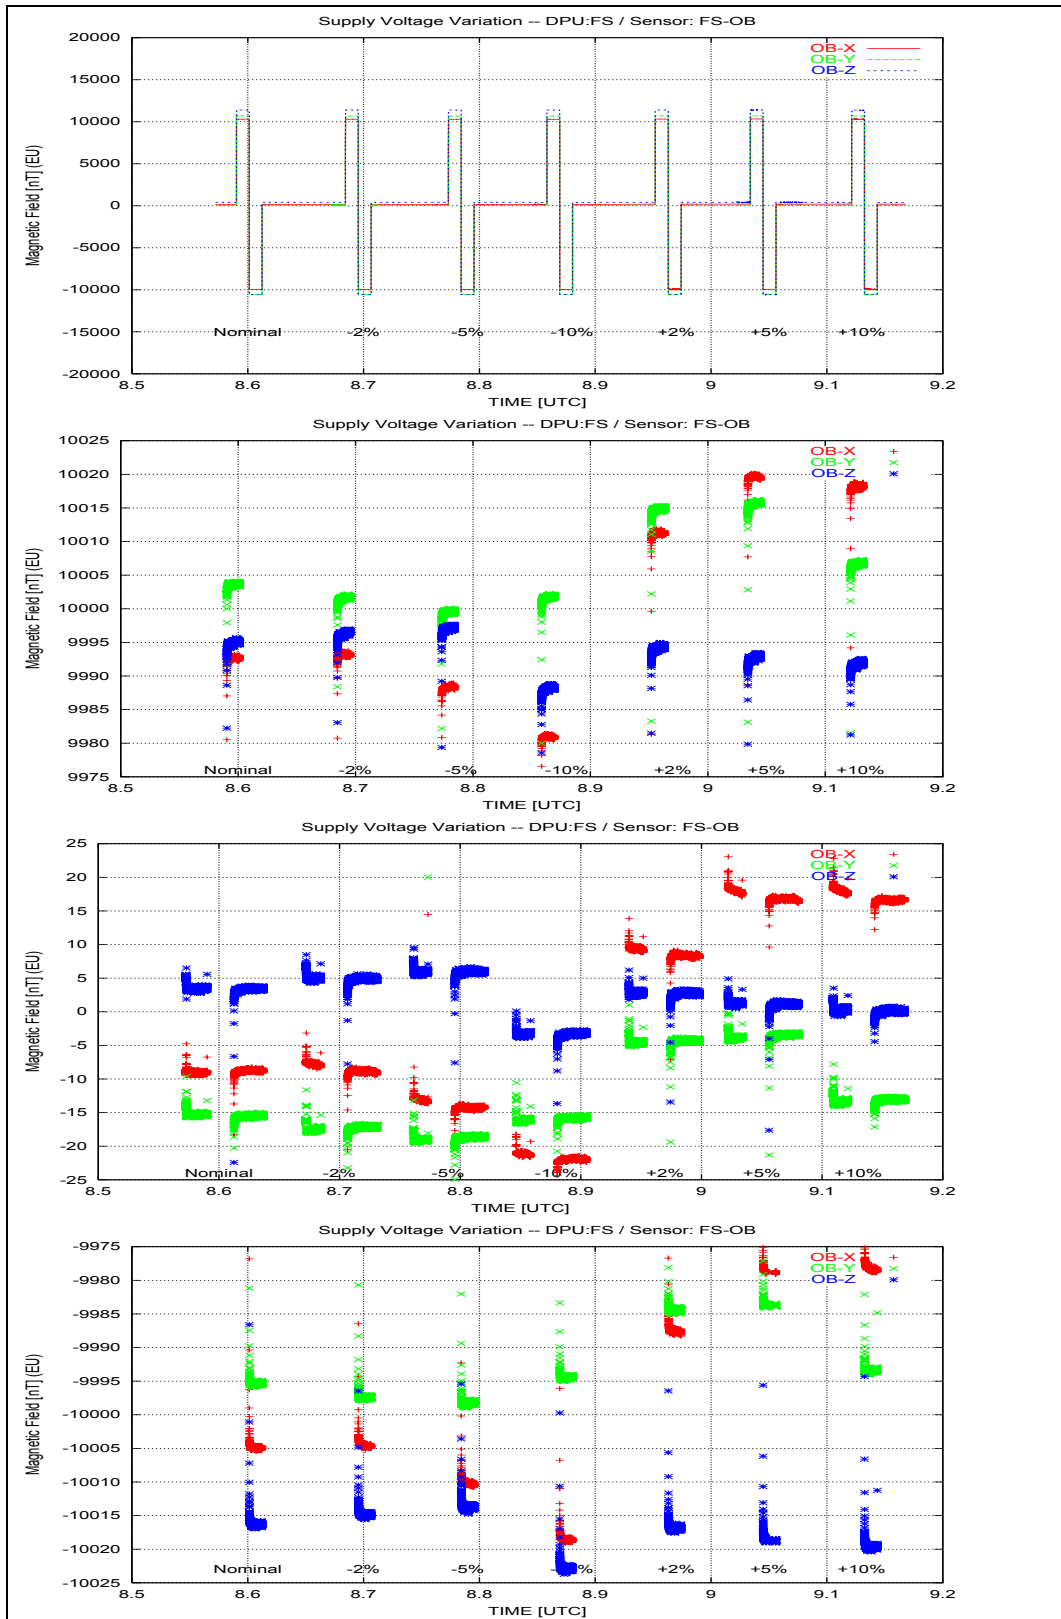 Supply Voltage Variation -- DPU:FS / Sensor: FS-OB
20000
15000
10000
5000
0
-5000
-10000
-15000
-20000
Magnetic Field [nT] (EU)
OB-X
OB-Y
OB-Z
Nominal -2% -5% -10% +2% +5% +10%
8.5 8.6 8.7 8.8 8.9 9 9.1 9.2
TIME [UTC]
Supply Voltage Variation -- DPU:FS / Sensor: FS-OB
10025
10020
10015
10010
10005
10000
9995
9990
9985
9980
9975
Magnetic Field [nT] (EU)
OB-X
OB-Y
OB-Z
Nominal -2% -5% -10% +2% +5% +10%
8.5 8.6 8.7 8.8 8.9 9 9.1 9.2
TIME [UTC]
Supply Voltage Variation -- DPU:FS / Sensor: FS-OB
25
20
15
10
5
0
-5
-10
-15
-20
-25
Magnetic Field [nT] (EU)
OB-X
OB-Y
OB-Z
Nominal -2% -5% -10% +2% +5% +10%
8.5 8.6 8.7 8.8 8.9 9 9.1 9.2
TIME [UTC]
Supply Voltage Variation -- DPU:FS / Sensor: FS-OB
-9975
-9980
-9985
-9990
-9995
-10000
-10005
-10010
-10015
-10020
-10025
Magnetic Field [nT] (EU)
OB-X
OB-Y
OB-Z
Nominal -2% -5% +2% +5% +10%
8.5 8.6 8.7 8.8 8.9 9 9.1 9.2
TIME [UTC]